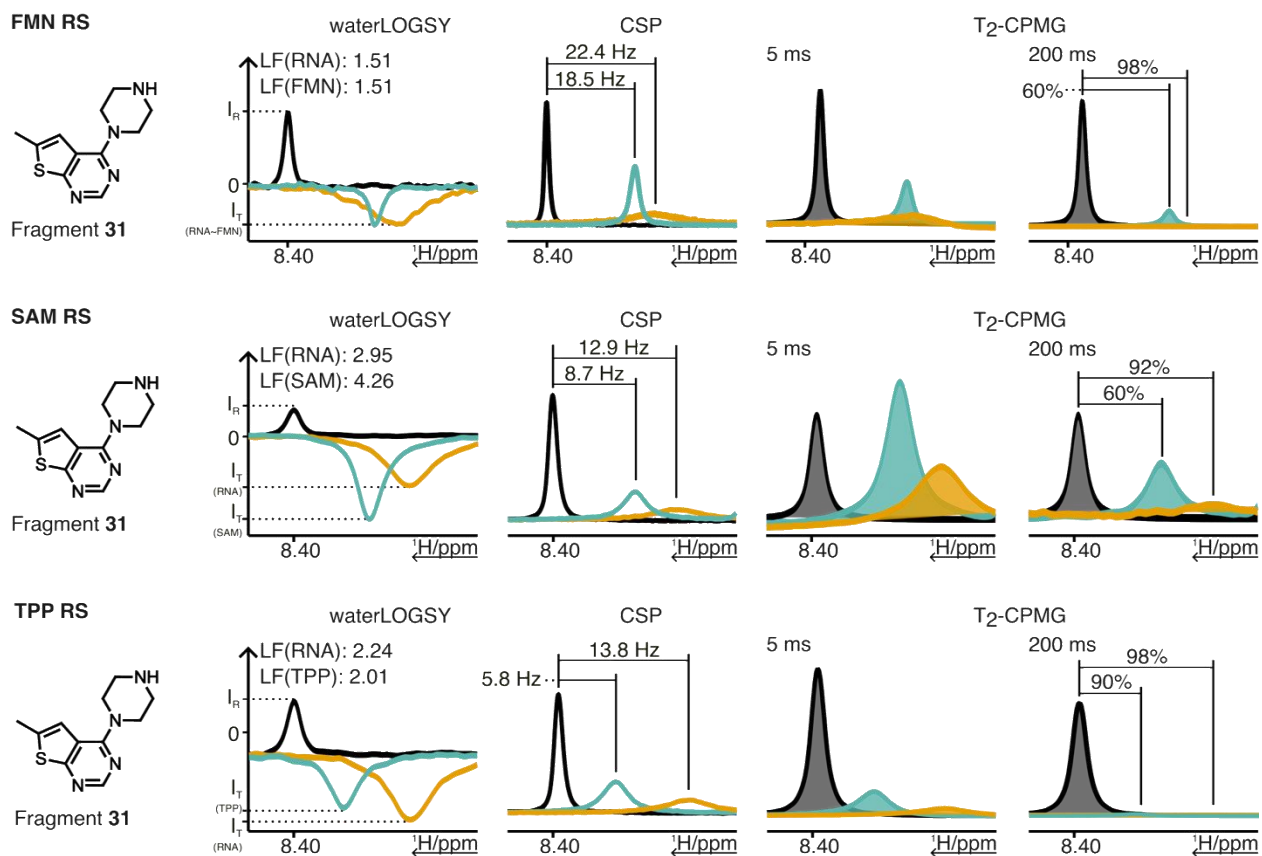 FMN RS
waterLOGSY
CSP
T2-CPMG
LF(RNA): 1.51
LF(FMN): 1.51
IR
0
IT
(RNA~FMN)
8.40
1H/ppm
22.4 Hz
18.5 Hz
8.40
1H/ppm
5 ms
8.40
1H/ppm
200 ms
98%
60%
8.40
1H/ppm
NH
N
N
S
N
Fragment 31
SAM RS
waterLOGSY
CSP
T2-CPMG
LF(RNA): 2.95
LF(SAM): 4.26
IR
0
IT
(RNA)
IT
(SAM)
8.40
1H/ppm
12.9 Hz
8.7 Hz
8.40
1H/ppm
5 ms
8.40
1H/ppm
200 ms
92%
60%
8.40
1H/ppm
NH
N
N
S
N
Fragment 31
TPP RS
waterLOGSY
CSP
T2-CPMG
LF(RNA): 2.24
LF(TPP): 2.01
IR
0
IT
(TPP)
IT
(RNA)
8.40
1H/ppm
13.8 Hz
5.8 Hz
8.40
1H/ppm
5 ms
8.40
1H/ppm
200 ms
98%
90%
8.40
1H/ppm
NH
N
N
S
N
Fragment 31